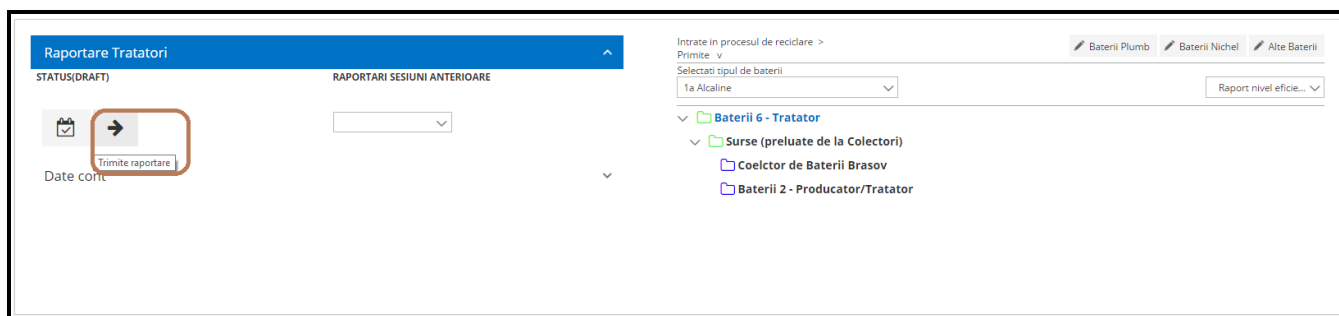 Raportare Tratatori
STATUS(DRAFT)
RAPORTARI SESIUNI ANTERIOARE
Trimite raportare
Date cont
Intrate in procesul de reciclare >
Primite v
Baterii Plumb
Baterii Nichel
Alte Baterii
Selectati tipul de baterii
1a Alcaline
Raport nivel eficie...
Baterii 6 - Tratator
Surse (preluate de la Colectori)
Coelctor de Baterii Brasov
Baterii 2 - Producator/Tratator